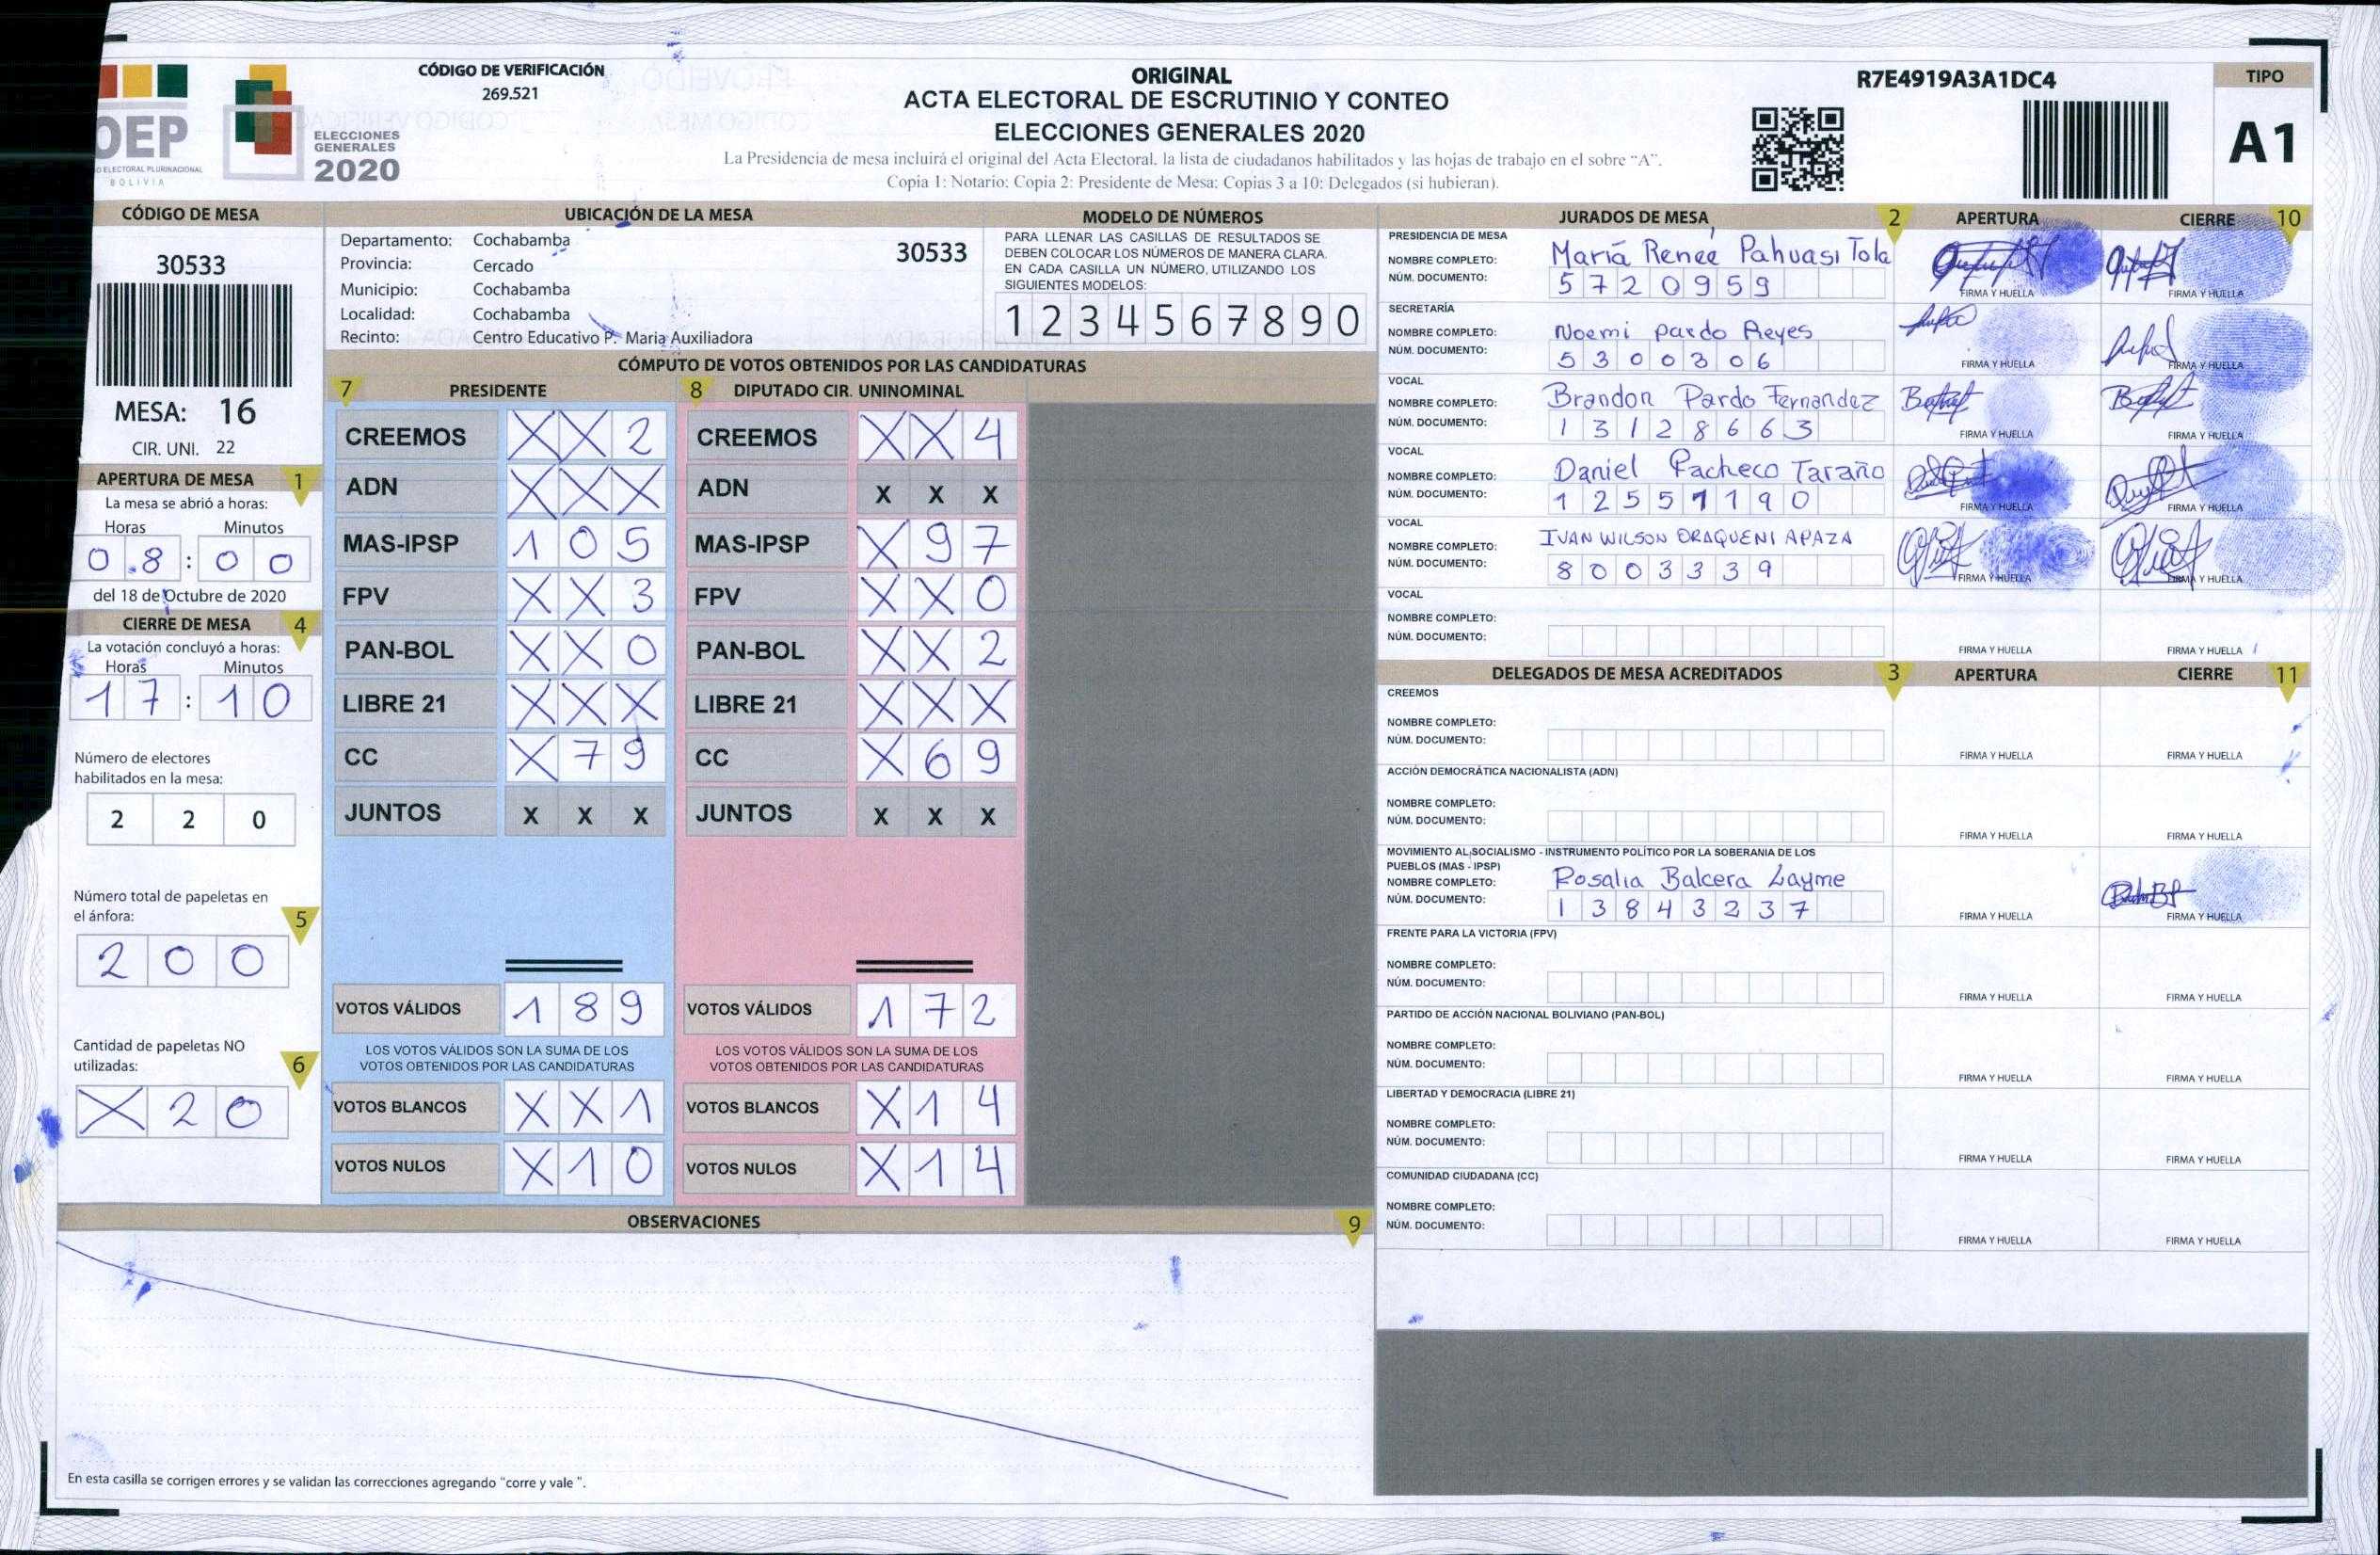 CÓDIGO DE VERIFICACIÓN
269.521
OEP
BOLIVIA
ELECCIONES
GENERALES
2020
ORIGINAL
ACTA ELECTORAL DE ESCRUTINIO Y CONTEO
ELECCIONES GENERALES 2020
La Presidencia de mesa incluirá el original del Acta Electoral, la lista de ciudadanos habilitados y las hojas de trabajo en el sobre "A".
Copia 1: Notario: Copia 2: Presidente de Mesa: Copias 3 a 10: Delegados (si hubieran).
R7E4919A3A1DC4
TIPO
A1
CÓDIGO DE MESA
30533
MESA: 16
CIR. UNI. 22
APERTURA DE MESA 1
La mesa se abrió a horas:
Horas Minutos
08:00
del 18 de Octubre de 2020
CIERRE DE MESA 4
La votación concluyó a horas:
Horas Minutos
17:10
Número de electores
habilitados en la mesa:
2 2 0
Número total de papeletas en
el ánfora: 5
2 0 0
Cantidad de papeletas NO
utilizadas: 6
X 2 0
UBICACIÓN DE LA MESA
Departamento: Cochabamba 30533
Provincia: Cercado
Municipio: Cochabamba
Localidad: Cochabamba
Recinto: Centro Educativo P. Maria Auxiliadora
MODELO DE NÚMEROS
PARA LLENAR LAS CASILLAS DE RESULTADOS SE
DEBEN COLOCAR LOS NÚMEROS DE MANERA CLARA.
EN CADA CASILLA UN NÚMERO, UTILIZANDO LOS
SIGUIENTES MODELOS:
1 2 3 4 5 6 7 8 9 0
CÓMPUTO DE VOTOS OBTENIDOS POR LAS CANDIDATURAS
7 PRESIDENTE 8 DIPUTADO CIR. UNINOMINAL
CREEMOS X X 2 CREEMOS X X 4
ADN X X X ADN X X X
MAS-IPSP 1 0 5 MAS-IPSP X 9 7
FPV X X 3 FPV X X 0
PAN-BOL X X 0 PAN-BOL X X 2
LIBRE 21 X X X LIBRE 21 X X X
CC X 7 9 CC X 6 9
JUNTOS X X X JUNTOS X X X
VOTOS VÁLIDOS 1 8 9 VOTOS VÁLIDOS 1 7 2
LOS VOTOS VÁLIDOS SON LA SUMA DE LOS LOS VOTOS VÁLIDOS SON LA SUMA DE LOS
VOTOS OBTENIDOS POR LAS CANDIDATURAS VOTOS OBTENIDOS POR LAS CANDIDATURAS
VOTOS BLANCOS X X 1 VOTOS BLANCOS X 1 4
VOTOS NULOS X 1 0 VOTOS NULOS X 1 4
OBSERVACIONES 9
En esta casilla se corrigen errores y se validan las correcciones agregando "corre y vale ".
JURADOS DE MESA 2 APERTURA CIERRE 10
PRESIDENCIA DE MESA
NOMBRE COMPLETO: María Reneé Pahuasi Tola
NÚM. DOCUMENTO: 5720959
FIRMA Y HUELLA FIRMA Y HUELLA
SECRETARÍA
NOMBRE COMPLETO: Noemi pardo Reyes
NÚM. DOCUMENTO: 5300306
FIRMA Y HUELLA FIRMA Y HUELLA
VOCAL
NOMBRE COMPLETO: Brandon Pardo Fernandez
NÚM. DOCUMENTO: 13128663
FIRMA Y HUELLA FIRMA Y HUELLA
VOCAL
NOMBRE COMPLETO: Daniel Pacheco Taraño
NÚM. DOCUMENTO: 12557190
FIRMA Y HUELLA FIRMA Y HUELLA
VOCAL
NOMBRE COMPLETO: IVAN WILSON ORAQUENI APAZA
NÚM. DOCUMENTO: 8003339
FIRMA Y HUELLA FIRMA Y HUELLA
VOCAL
NOMBRE COMPLETO:
NÚM. DOCUMENTO:
FIRMA Y HUELLA FIRMA Y HUELLA
DELEGADOS DE MESA ACREDITADOS 3 APERTURA CIERRE 11
CREEMOS
NOMBRE COMPLETO:
NÚM. DOCUMENTO:
FIRMA Y HUELLA FIRMA Y HUELLA
ACCIÓN DEMOCRÁTICA NACIONALISTA (ADN)
NOMBRE COMPLETO:
NÚM. DOCUMENTO:
FIRMA Y HUELLA FIRMA Y HUELLA
MOVIMIENTO AL SOCIALISMO - INSTRUMENTO POLÍTICO POR LA SOBERANIA DE LOS
PUEBLOS (MAS - IPSP)
NOMBRE COMPLETO: Rosalia Balcera Layme
NÚM. DOCUMENTO: 13843237
FIRMA Y HUELLA FIRMA Y HUELLA
FRENTE PARA LA VICTORIA (FPV)
NOMBRE COMPLETO:
NÚM. DOCUMENTO:
FIRMA Y HUELLA FIRMA Y HUELLA
PARTIDO DE ACCIÓN NACIONAL BOLIVIANO (PAN-BOL)
NOMBRE COMPLETO:
NÚM. DOCUMENTO:
FIRMA Y HUELLA FIRMA Y HUELLA
LIBERTAD Y DEMOCRACIA (LIBRE 21)
NOMBRE COMPLETO:
NÚM. DOCUMENTO:
FIRMA Y HUELLA FIRMA Y HUELLA
COMUNIDAD CIUDADANA (CC)
NOMBRE COMPLETO:
NÚM. DOCUMENTO:
FIRMA Y HUELLA FIRMA Y HUELLA